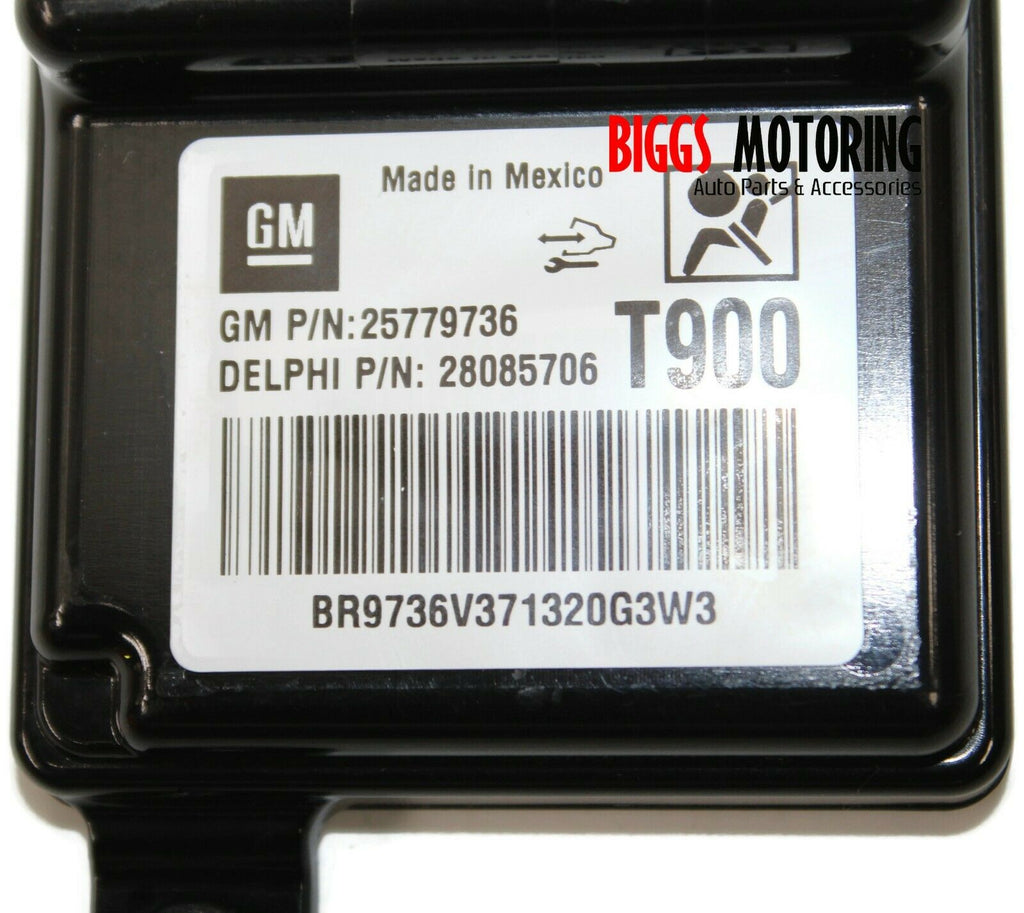 BIGGS MOTORING
Auto Parts & Accessories
Made in Mexico
GM
GM P/N:25779736
DELPHI P/N: 28085706
T900
BR9736V371320G3W3